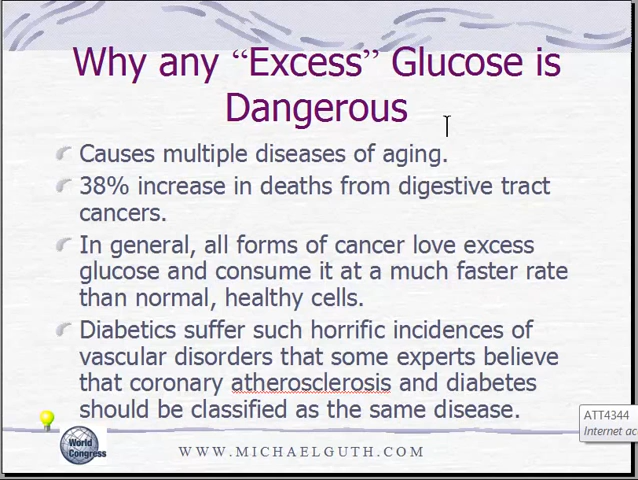 Why any “Excess” Glucose is
Dangerous
Causes multiple diseases of aging.
38% increase in deaths from digestive tract
cancers.
In general, all forms of cancer love excess
glucose and consume it at a much faster rate
than normal, healthy cells.
Diabetics suffer such horrific incidences of
vascular disorders that some experts believe
that coronary atherosclerosis and diabetes
should be classified as the same disease.
ATT4344
Internet ac
World
Congress
WWW.MICHAELGUTH.COM